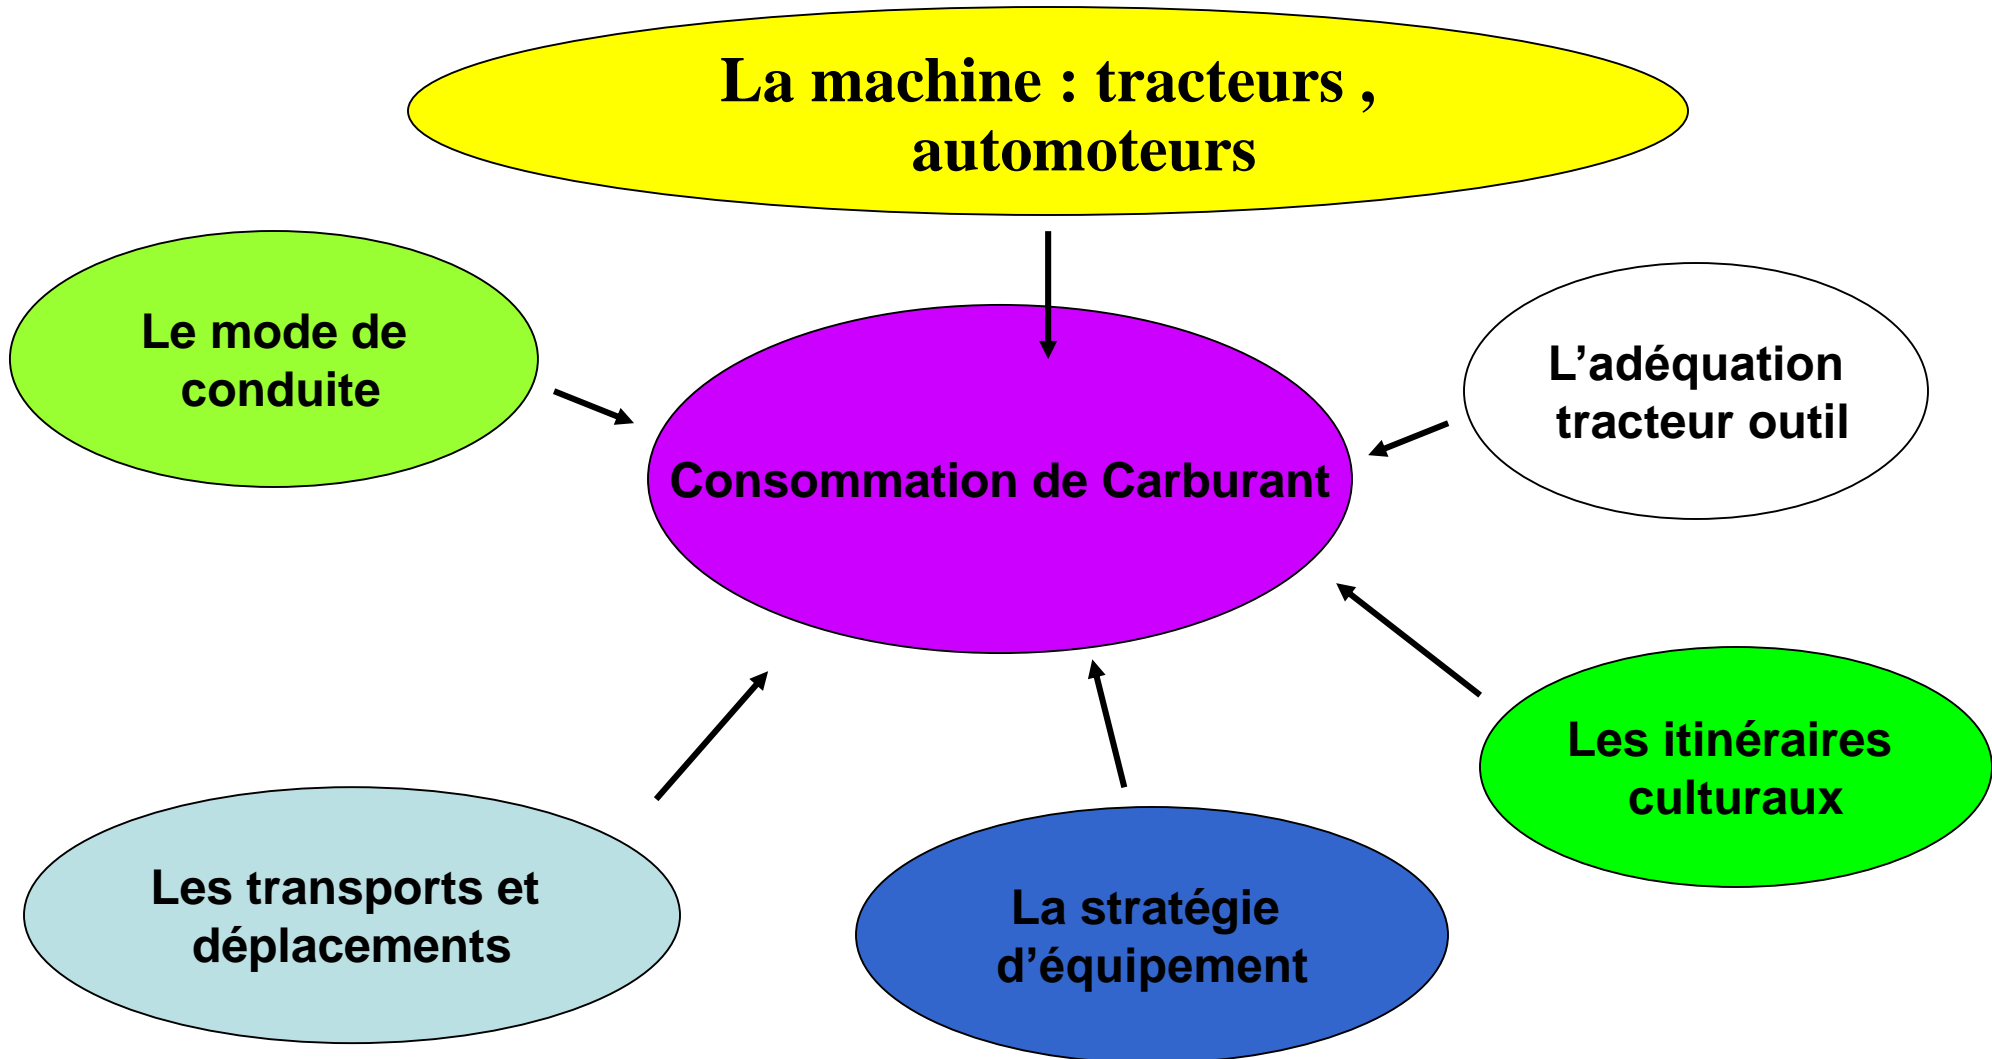 La machine : tracteurs ,
automoteurs
Le mode de
conduite
L’adéquation
tracteur outil
Consommation de Carburant
Les itinéraires
culturaux
Les transports et
déplacements
La stratégie
d’équipement